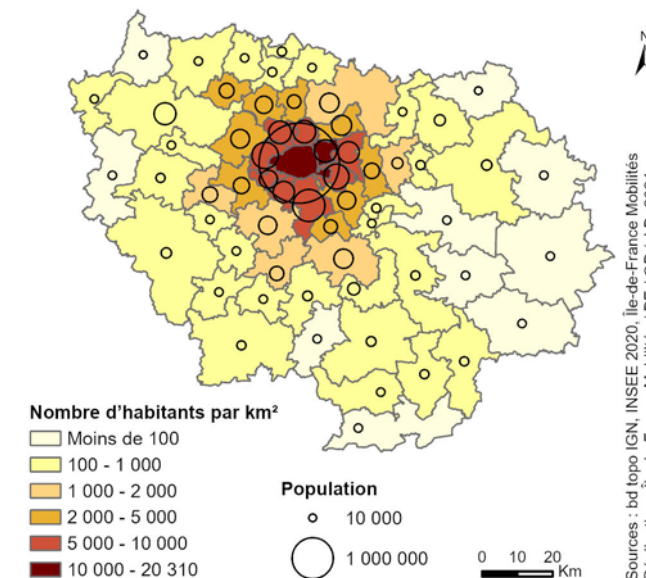 N
Nombre d'habitants par km²
Moins de 100
100 - 1 000
1 000 - 2 000
2 000 - 5 000
5 000 - 10 000
10 000 - 20 310
Population
10 000
1 000 000
0 10 20
Km
Sources : bd topo IGN, INSEE 2020, Île-de-France Mobilités